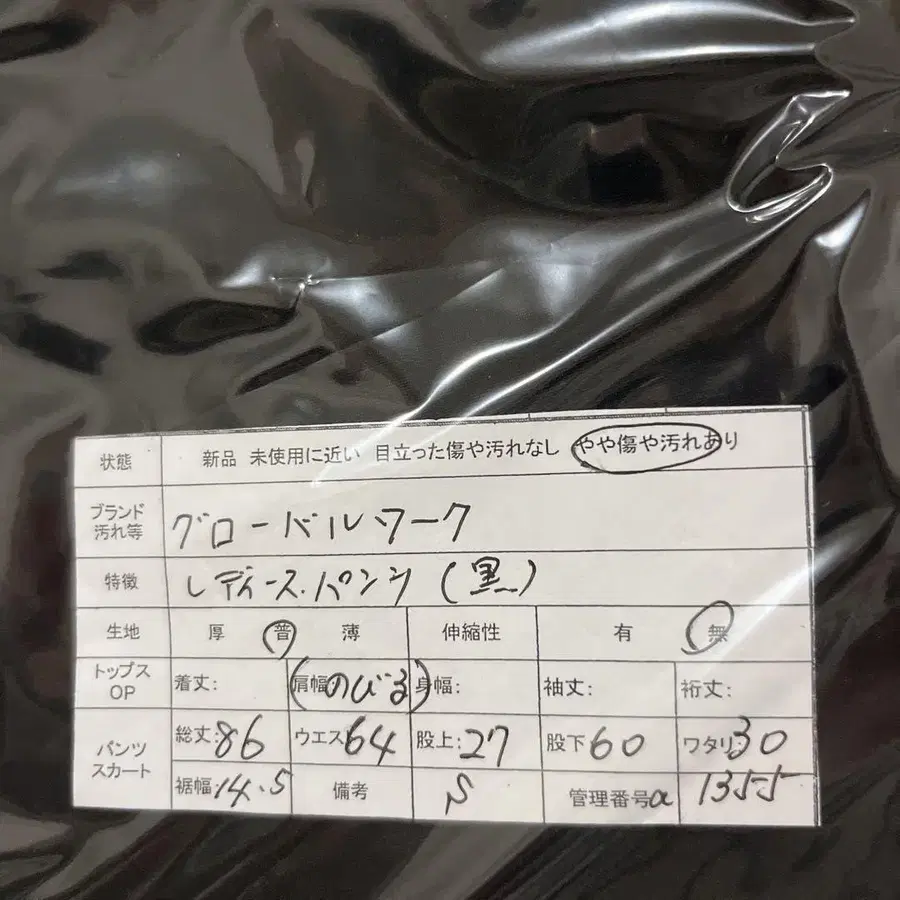 状態 新品 未使用に近い 目立った傷や汚れなし やや傷や汚れあり
ブランド 汚れ等 グローバルワーク
特徴 レディース.パンツ (黒)
生地 厚 普 薄 伸縮性 有 無
トップス OP 着丈: 肩幅: (のびる) 身幅: 袖丈: 裄丈:
パンツ スカート 総丈:86 ウエス64 股上:27 股下60 ワタリ:30
裾幅14.5 備考 S 管理番号a 1355